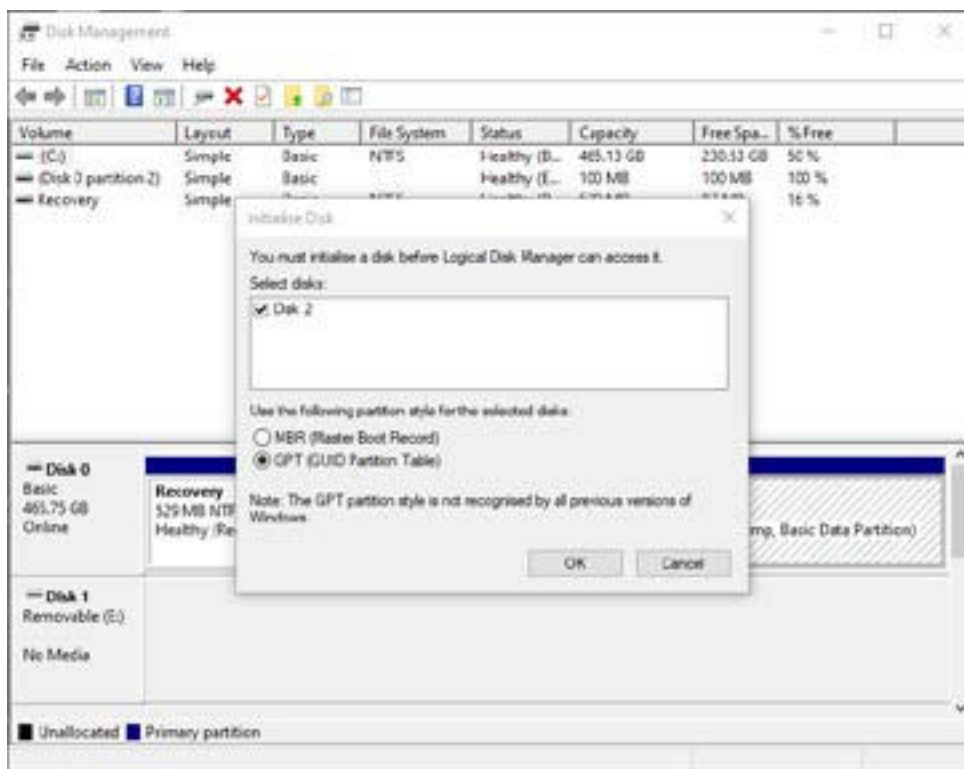 Disk Management
File Action View Help
Volume Layout Type File System Status Capacity Free Spa... % Free
(C:) Simple Basic NTFS Healthy (B... 465.13 GB 230.53 GB 50 %
(Disk 0 partition 2) Simple Basic Healthy (E... 100 MB 100 MB 100 %
Recovery Simple 16 %
Initialise Disk
You must initialise a disk before Logical Disk Manager can access it.
Select disks:
Disk 2
Use the following partition style for the selected disks:
MBR (Master Boot Record)
GPT (GUID Partition Table)
Note: The GPT partition style is not recognised by all previous versions of
Windows.
OK Cancel
Disk 0
Basic
465.75 GB
Online
Recovery
529 MB NTF
Healthy (Re
mp, Basic Data Partition)
Disk 1
Removable (E:)
No Media
Unallocated Primary partition